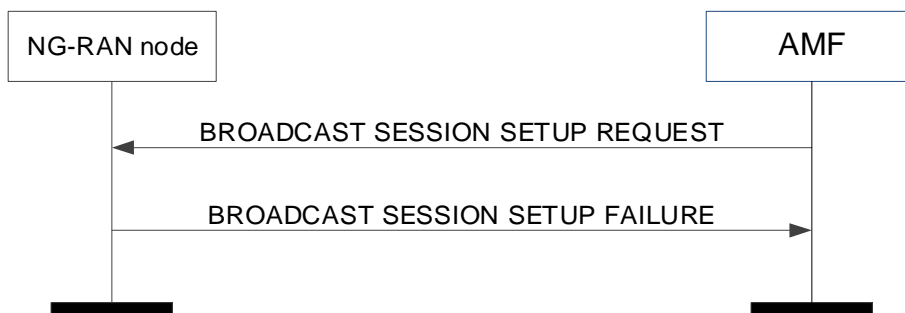 NG-RAN node
AMF
BROADCAST SESSION SETUP REQUEST
BROADCAST SESSION SETUP FAILURE